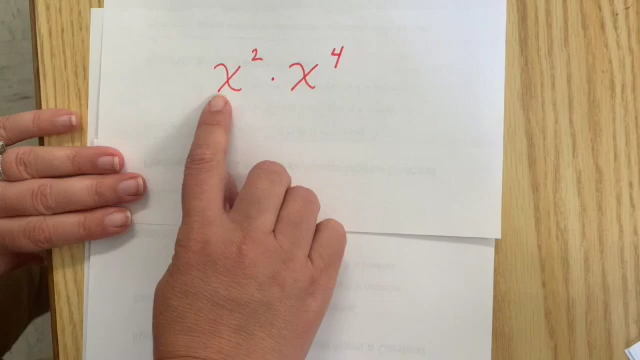 x² · x⁴